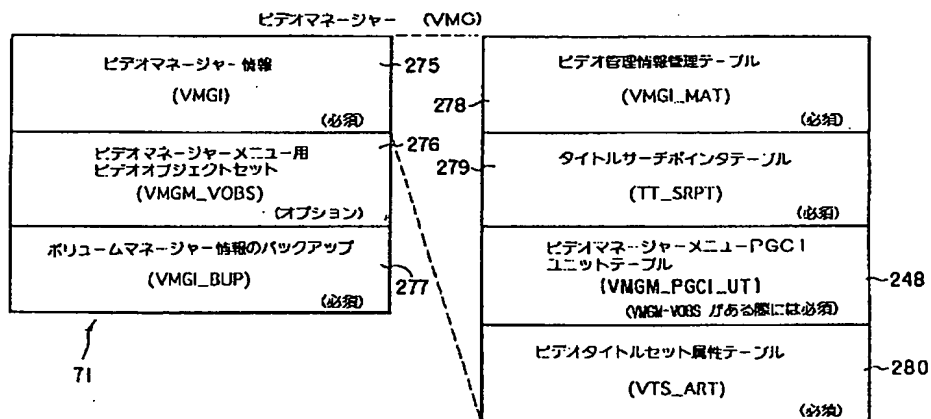 ビデオマネージャー (VMG)
ビデオマネージャー情報
(VMGI)
(必須)
275
ビデオマネージャーメニュー用
ビデオオブジェクトセット
(VMGM_VOBS)
(オプション)
276
ボリュームマネージャー情報のバックアップ
(VMGI_BUP)
(必須)
277
71
ビデオ管理情報管理テーブル
(VMGI_MAT)
(必須)
278
タイトルサーチポインタテーブル
(TT_SRPT)
(必須)
279
ビデオマネージャーメニューPGCI
ユニットテーブル
(VMGM_PGCI_UT)
(VMGM-VOBS がある際には必須)
248
ビデオタイトルセット属性テーブル
(VTS_ART)
(必須)
280